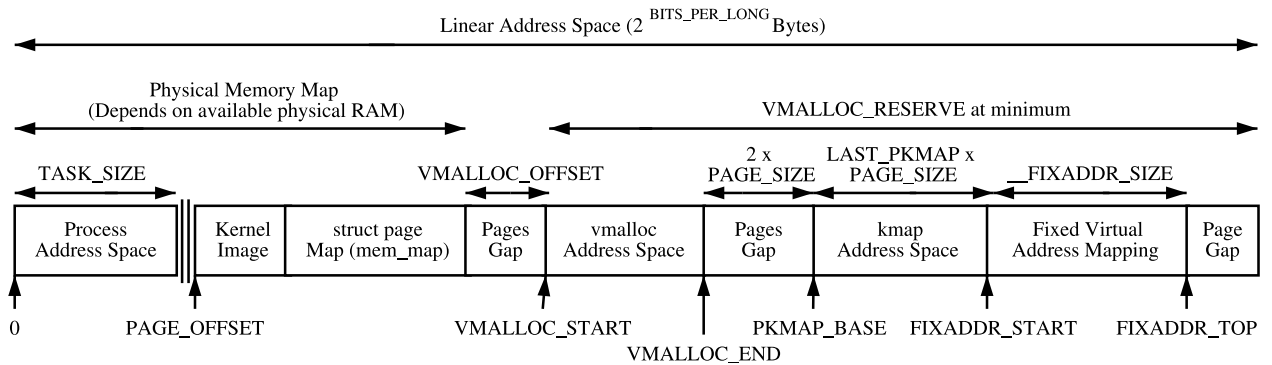 Linear Address Space (2 BITS_PER_LONG Bytes)
Physical Memory Map
(Depends on available physical RAM)
VMALLOC_RESERVE at minimum
TASK_SIZE
VMALLOC_OFFSET
2 x
PAGE_SIZE
LAST_PKMAP x
PAGE_SIZE
__FIXADDR_SIZE
Process
Address Space
Kernel
Image
struct page
Map (mem_map)
Pages
Gap
vmalloc
Address Space
Pages
Gap
kmap
Address Space
Fixed Virtual
Address Mapping
Page
Gap
0
PAGE_OFFSET
VMALLOC_START
VMALLOC_END
PKMAP_BASE
FIXADDR_START
FIXADDR_TOP